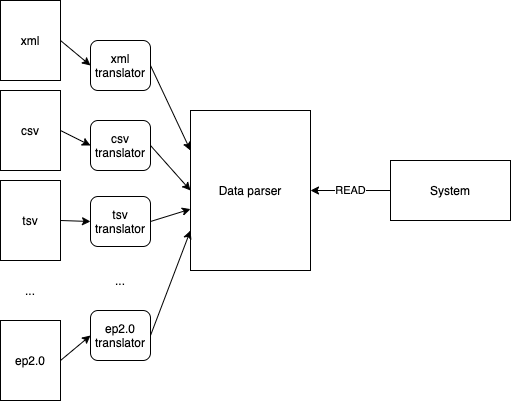 xml
xml
translator
csv
csv
translator
Data parser
READ
System
tsv
tsv
translator
...
...
ep2.0
ep2.0
translator